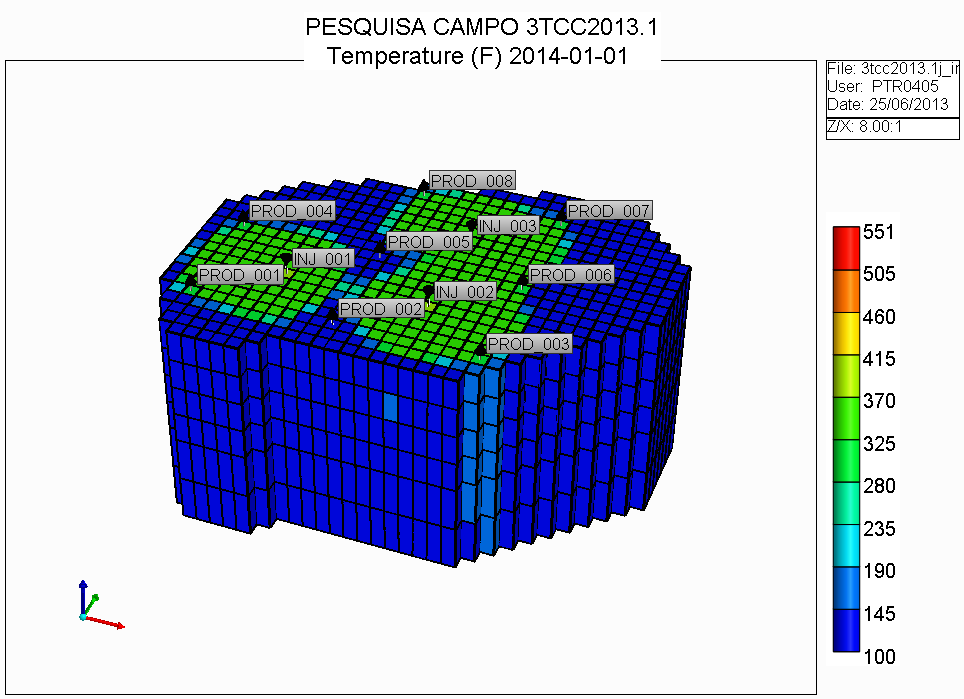 PESQUISA CAMPO 3TCC2013.1
Temperature (F) 2014-01-01
File: 3tcc2013.1j_ir
User: PTR0405
Date: 25/06/2013
Z/X: 8.00:1
PROD_008
PROD_004
PROD_007
INJ_003
PROD_005
INJ_001
PROD_001
PROD_006
INJ_002
PROD_002
PROD_003
551
505
460
415
370
325
280
235
190
145
100